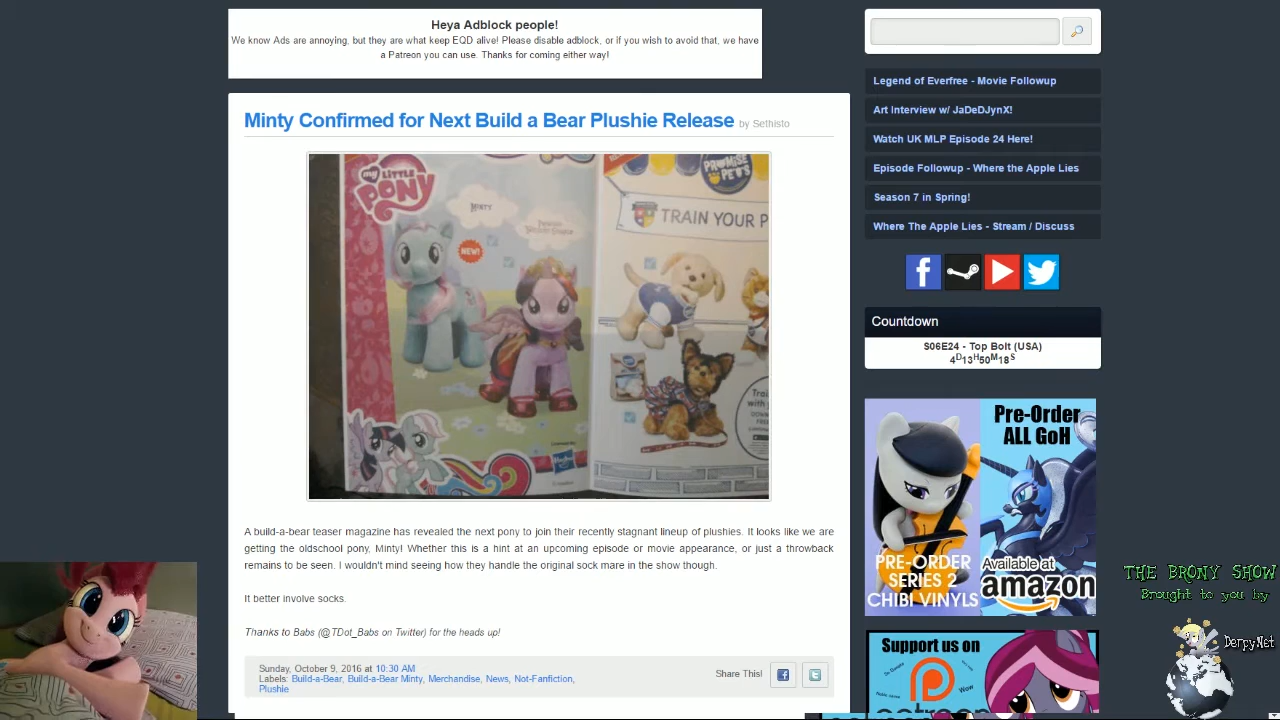 Heya Adblock people!
We know Ads are annoying, but they are what keep EQD alive! Please disable adblock, or if you wish to avoid that, we have
a Patreon you can use. Thanks for coming either way!
Minty Confirmed for Next Build a Bear Plushie Release by Sethisto
my LITTLE
PONY
MINTY
NEW!
PROMISE
PETS
TRAIN YOUR P
Hasbro
A build-a-bear teaser magazine has revealed the next pony to join their recently stagnant lineup of plushies. It looks like we are
getting the oldschool pony, Minty! Whether this is a hint at an upcoming episode or movie appearance, or just a throwback
remains to be seen. I wouldn't mind seeing how they handle the original sock mare in the show though.
It better involve socks.
Thanks to Babs (@TDot_Babs on Twitter) for the heads up!
Sunday, October 9, 2016 at 10:30 AM
Labels: Build-a-Bear, Build-a-Bear Minty, Merchandise, News, Not-Fanfiction,
Plushie
Share This!
Legend of Everfree - Movie Followup
Art Interview w/ JaDeDJynX!
Watch UK MLP Episode 24 Here!
Episode Followup - Where the Apple Lies
Season 7 in Spring!
Where The Apple Lies - Stream / Discuss
Countdown
S06E24 - Top Bolt (USA)
4D13H50M18S
Pre-Order
ALL GoH
PRE-ORDER
SERIES 2
CHIBI VINYLS
Available at
amazon
Support us on
Wow
THE BRONY SHOW
Brought to you by
Derpy.Net